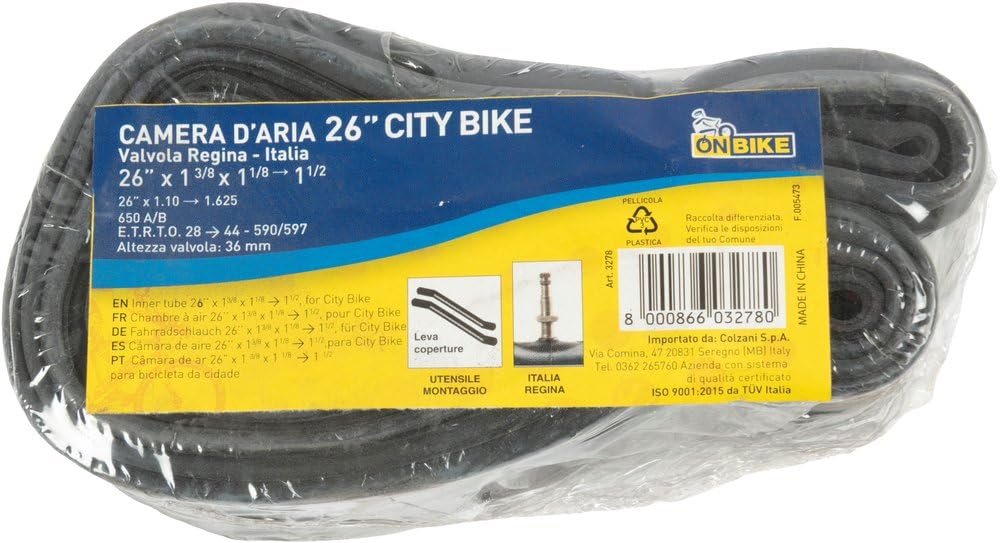 CAMERA D'ARIA 26" CITY BIKE
Valvola Regina - Italia
26" x 1 3/8 x 1 1/8 → 1 1/2
26" x 1.10 → 1.625
650 A/B
E.T.R.T.O. 28 → 44 - 590/597
Altezza valvola: 36 mm
ON BIKE
EN Inner tube 26" x 1 3/8 x 1 1/8 → 1 1/2, for City Bike
FR Chambre à air 26" x 1 3/8 x 1 1/8 → 1 1/2, pour City Bike
DE Fahrradschlauch 26" x 1 3/8 x 1 1/8 → 1 1/2, für City Bike
ES Cámara de aire 26" x 1 3/8 x 1 1/8 → 1 1/2, para City Bike
PT Câmara de ar 26" x 1 3/8 x 1 1/8 → 1 1/2
para bicicleta da cidade
Leva
coperture
UTENSILE
MONTAGGIO
ITALIA
REGINA
PELLICOLA
PVC
3
PLASTICA
Raccolta differenziata.
Verifica le disposizioni
del tuo Comune
F.005473
Art. 3278
8 000866 032780
MADE IN CHINA
Importato da: Colzani S.p.A.
Via Comina, 47 20831 Seregno (MB) Italy
Tel. 0362 265760 Azienda con sistema
di qualità certificato
ISO 9001:2015 da TÜV Italia